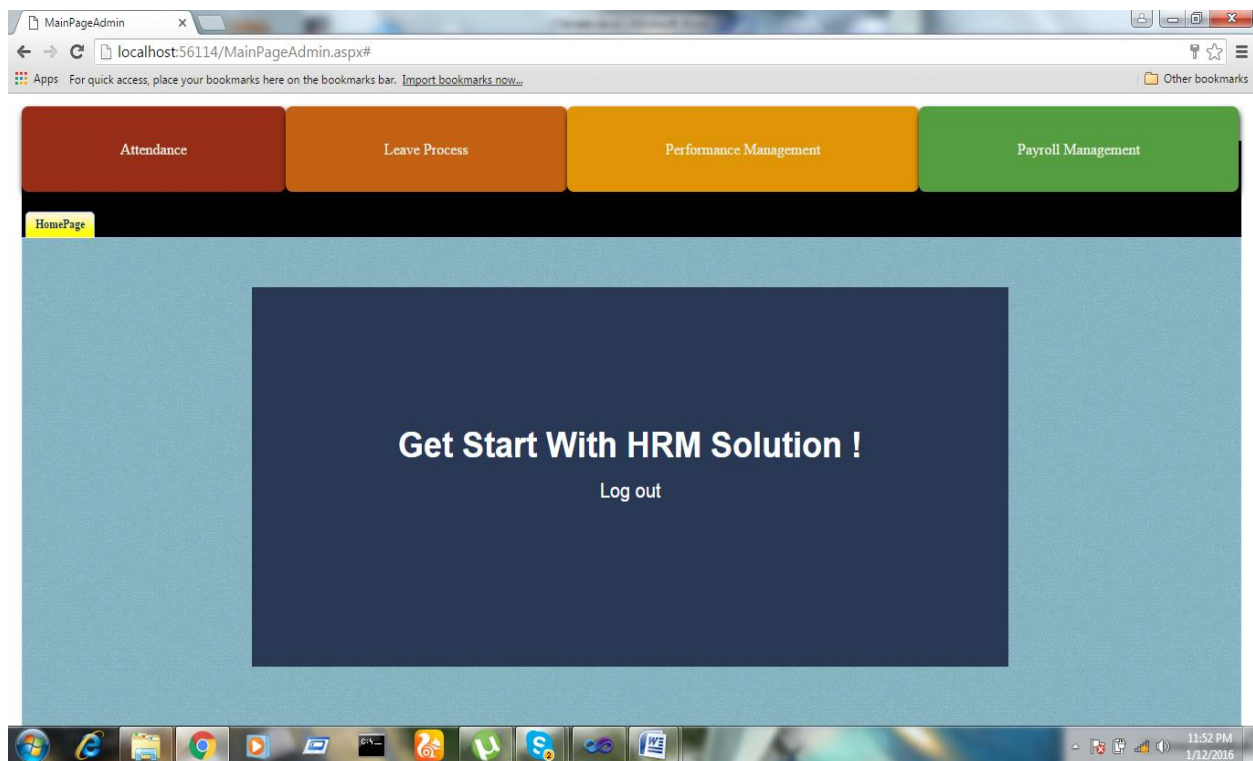 MainPageAdmin
localhost:56114/MainPageAdmin.aspx#
Apps For quick access, place your bookmarks here on the bookmarks bar. Import bookmarks now... Other bookmarks
Attendance Leave Process Performance Management Payroll Management
HomePage
Get Start With HRM Solution !
Log out
11:52 PM
1/12/2016